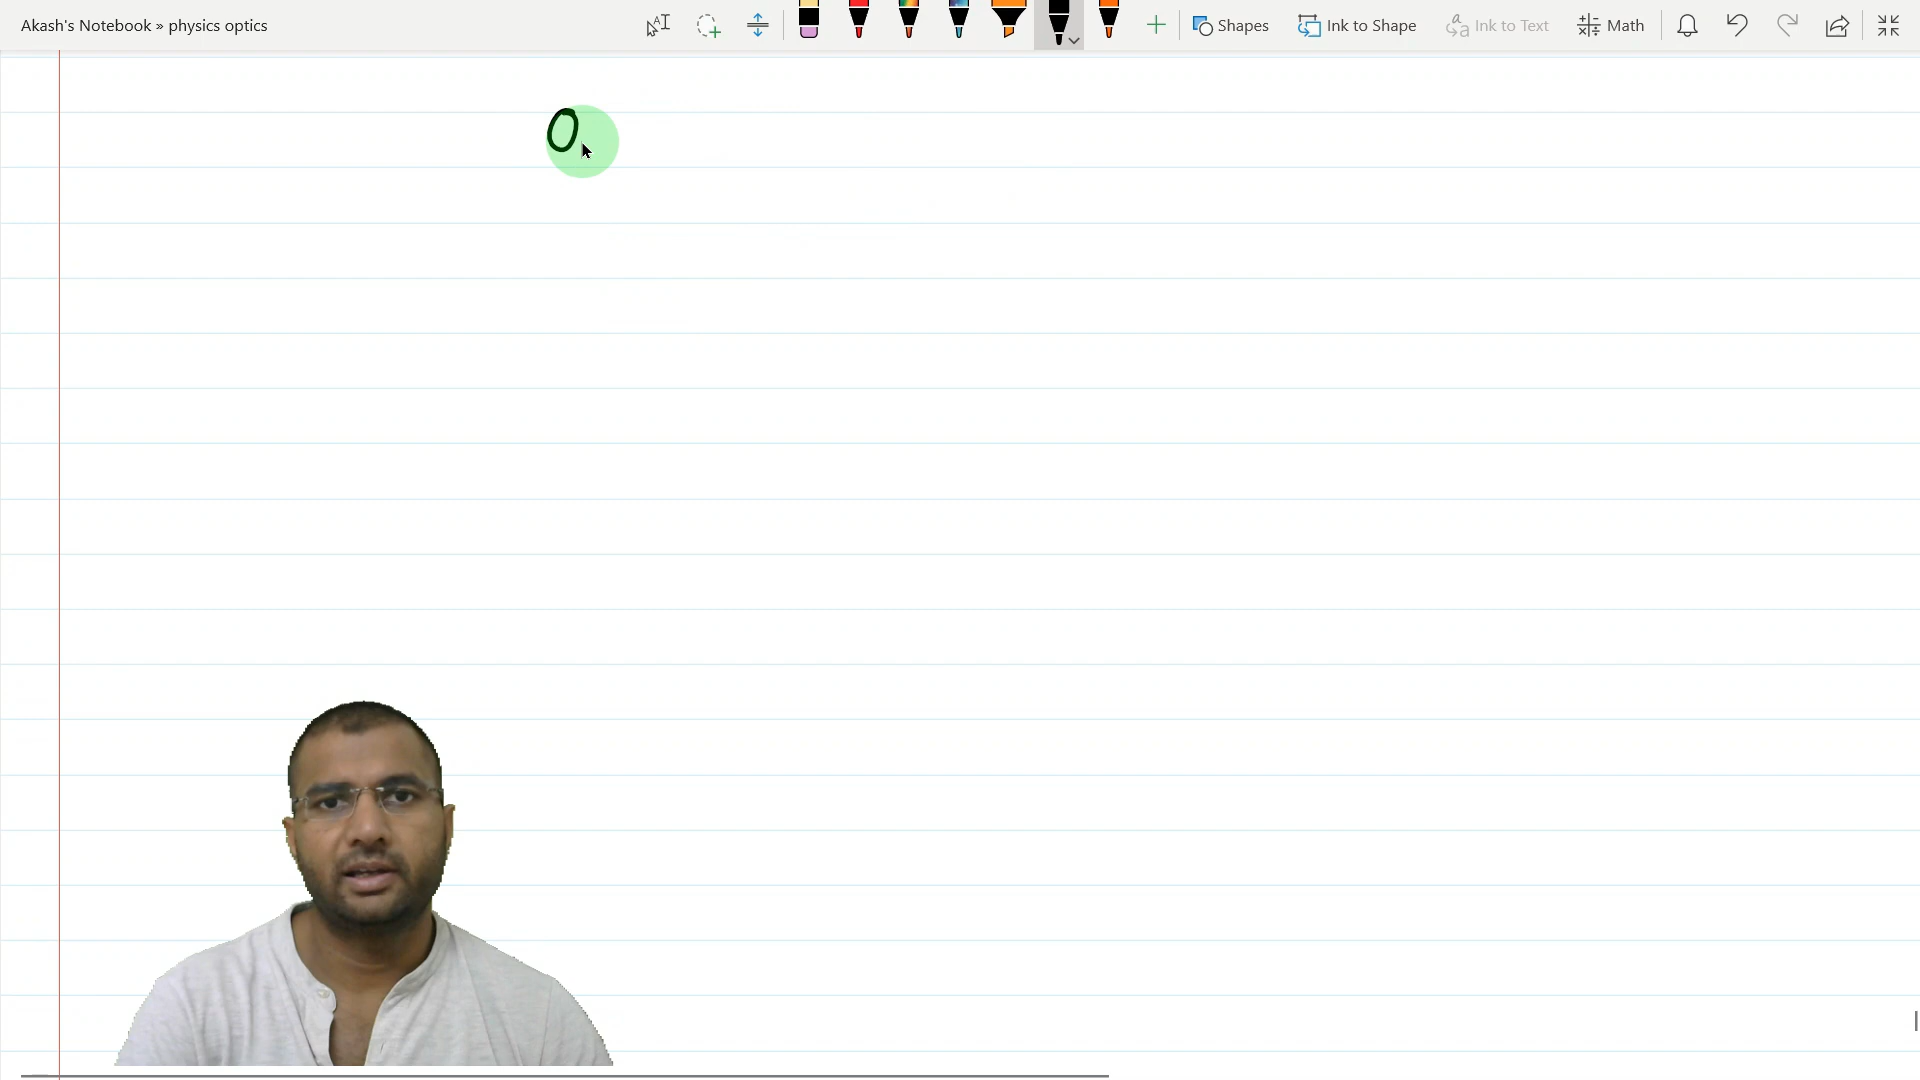 Akash's Notebook » physics optics
Shapes
Ink to Shape
Ink to Text
Math
O